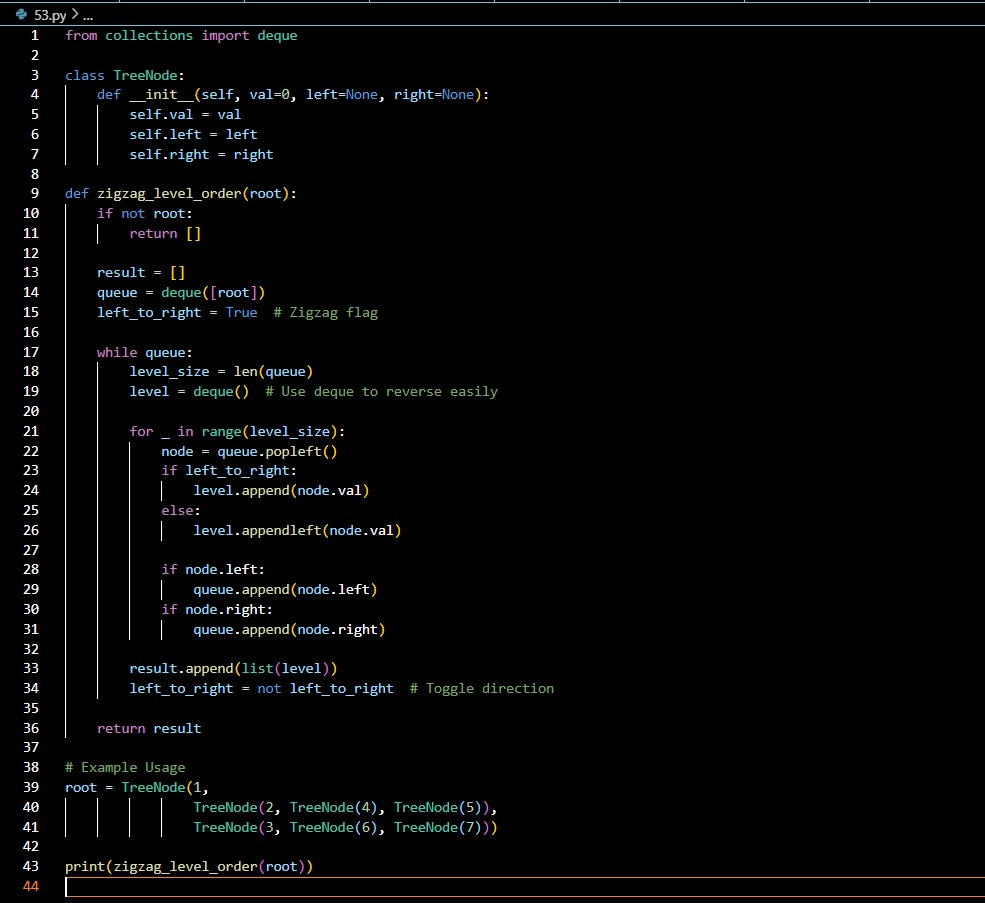 53.py > ...
1 from collections import deque
2
3 class TreeNode:
4     def __init__(self, val=0, left=None, right=None):
5         self.val = val
6         self.left = left
7         self.right = right
8
9 def zigzag_level_order(root):
10     if not root:
11         return []
12
13     result = []
14     queue = deque([root])
15     left_to_right = True  # Zigzag flag
16
17     while queue:
18         level_size = len(queue)
19         level = deque()  # Use deque to reverse easily
20
21         for _ in range(level_size):
22             node = queue.popleft()
23             if left_to_right:
24                 level.append(node.val)
25             else:
26                 level.appendleft(node.val)
27
28             if node.left:
29                 queue.append(node.left)
30             if node.right:
31                 queue.append(node.right)
32
33         result.append(list(level))
34         left_to_right = not left_to_right  # Toggle direction
35
36     return result
37
38 # Example Usage
39 root = TreeNode(1,
40                 TreeNode(2, TreeNode(4), TreeNode(5)),
41                 TreeNode(3, TreeNode(6), TreeNode(7)))
42
43 print(zigzag_level_order(root))
44